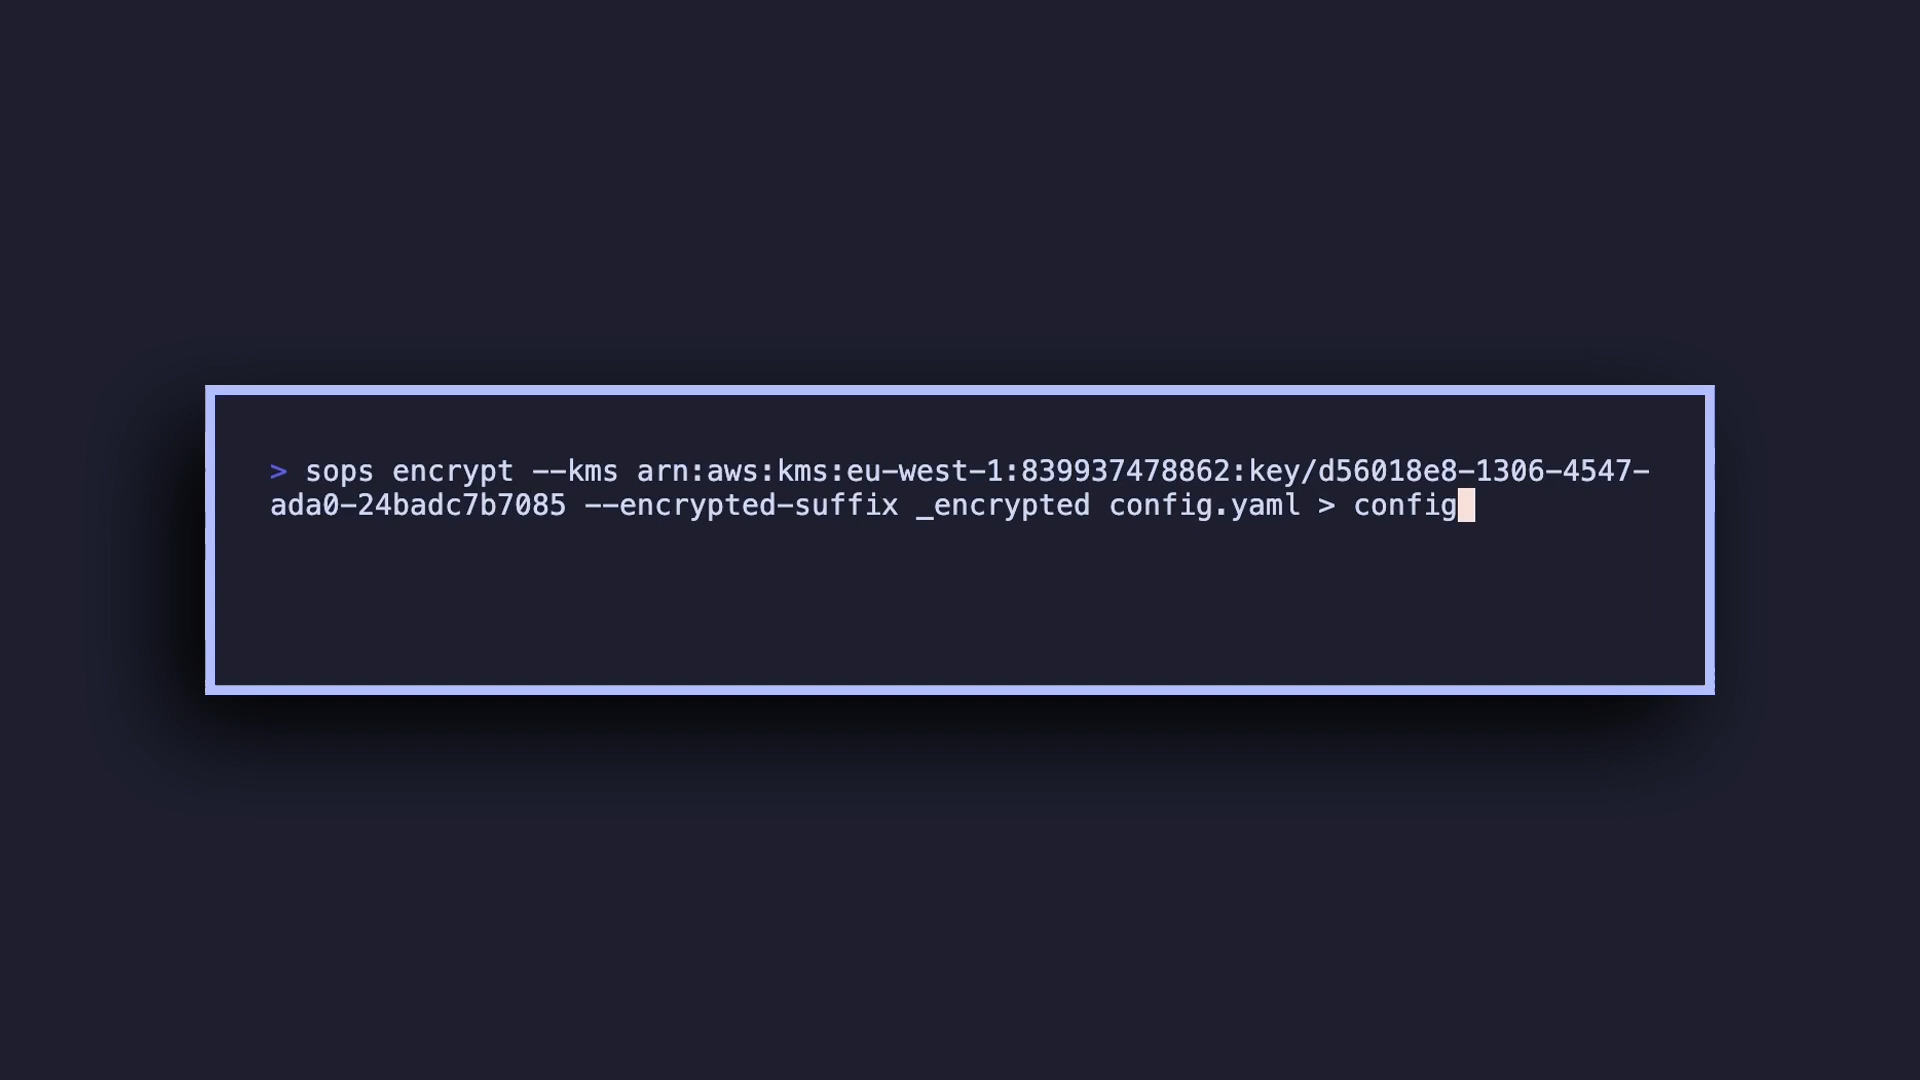 > sops encrypt --kms arn:aws:kms:eu-west-1:839937478862:key/d56018e8-1306-4547-
ada0-24badc7b7085 --encrypted-suffix _encrypted config.yaml > config